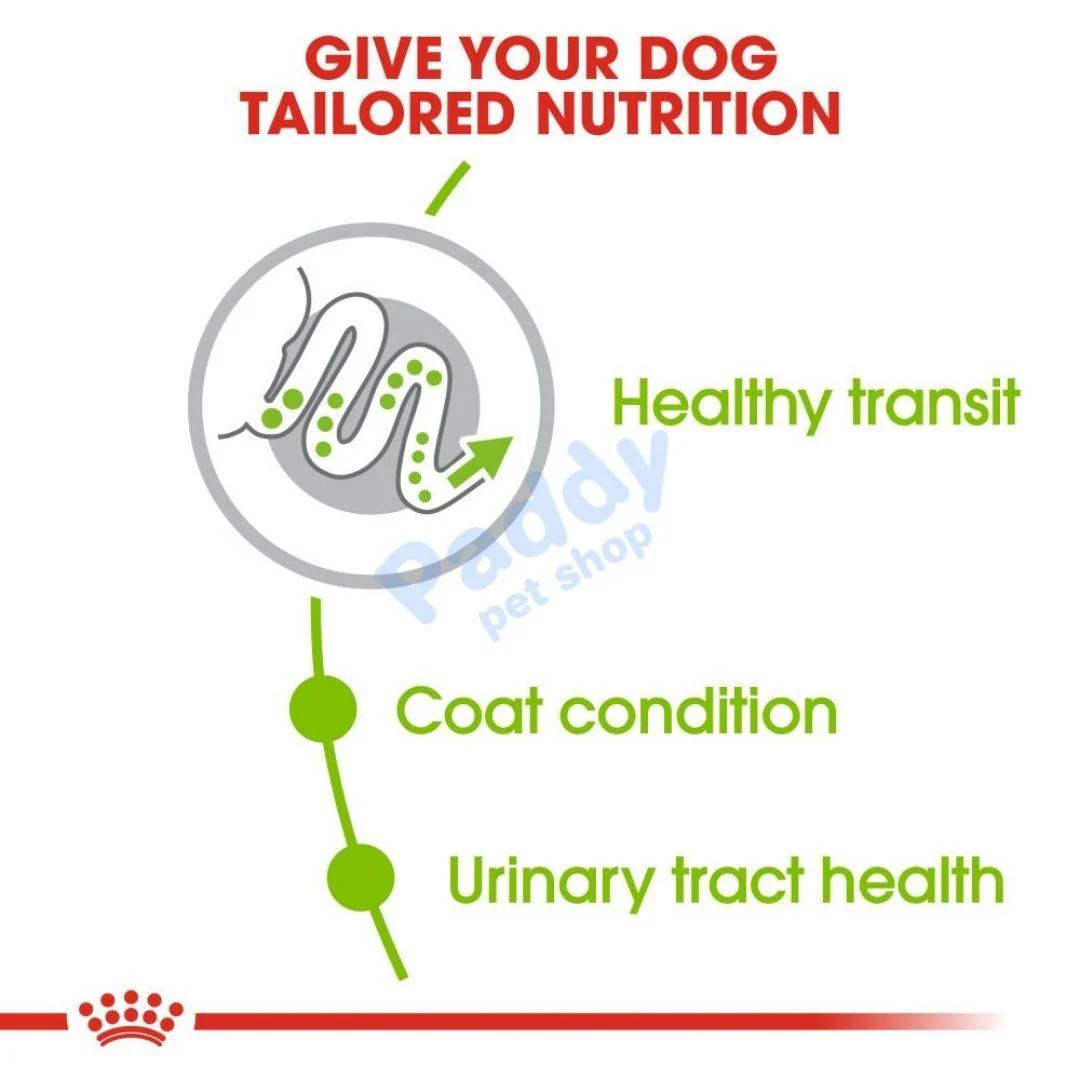 GIVE YOUR DOG
TAILORED NUTRITION
Healthy transit
Paddy
pet shop
Coat condition
Urinary tract health